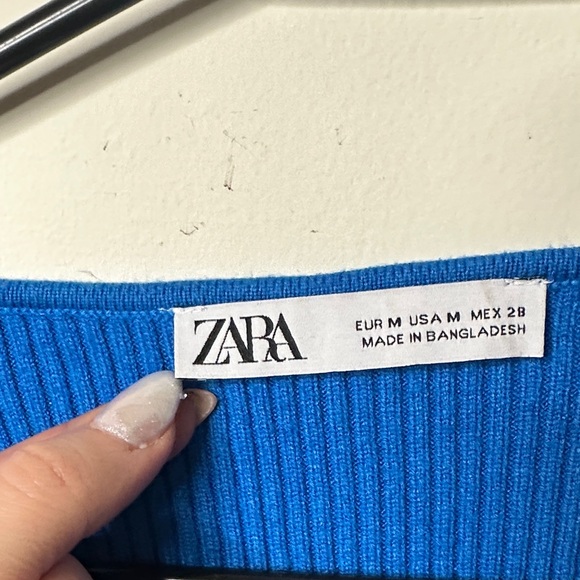 ZARA
EUR M USA M MEX 28
MADE IN BANGLADESH